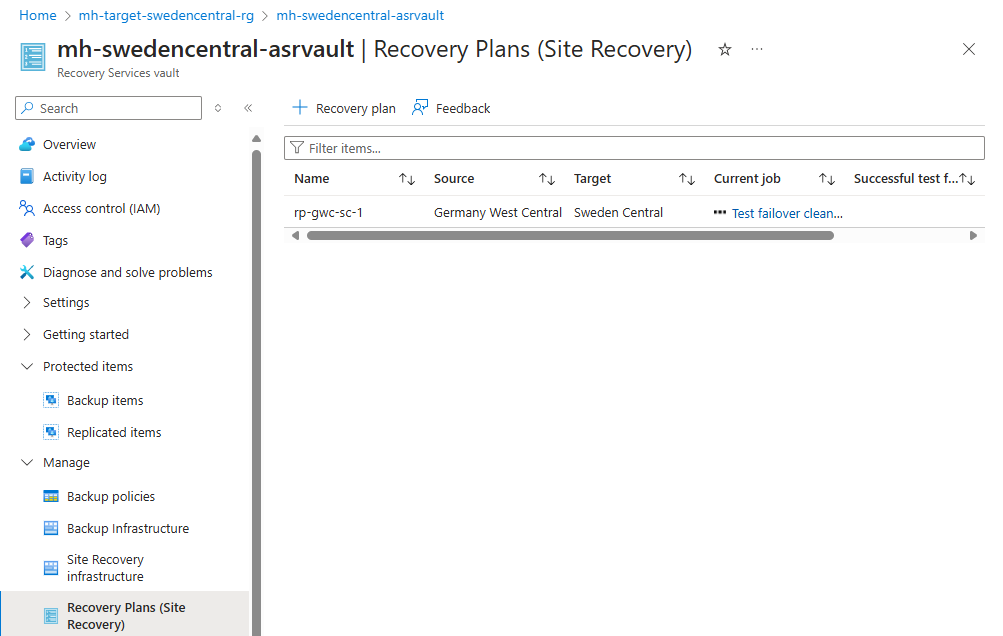 Home > mh-target-swedencentral-rg > mh-swedencentral-asrvault
mh-swedencentral-asrvault | Recovery Plans (Site Recovery)
Recovery Services vault
Search
Overview
Activity log
Access control (IAM)
Tags
Diagnose and solve problems
Settings
Getting started
Protected items
Backup items
Replicated items
Manage
Backup policies
Backup Infrastructure
Site Recovery
infrastructure
Recovery Plans (Site
Recovery)
Recovery plan Feedback
Filter items...
Name Source Target Current job Successful test f...
rp-gwc-sc-1 Germany West Central Sweden Central Test failover clean...